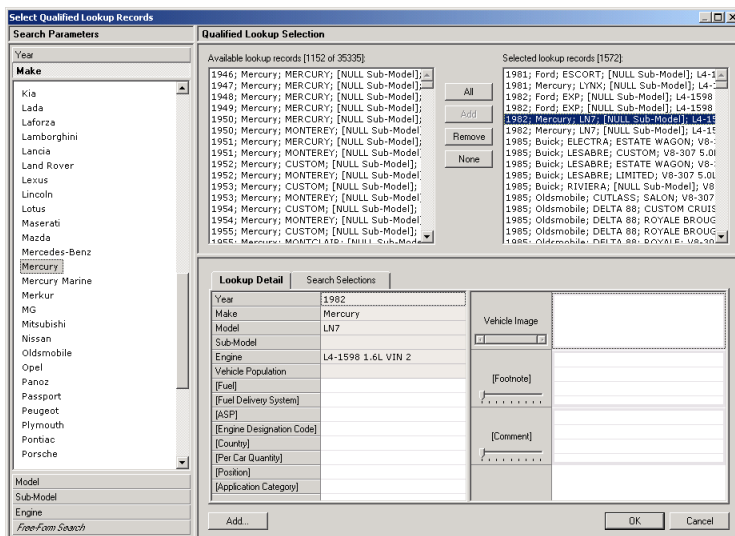 Select Qualified Lookup Records
Search Parameters
Year
Make
Kia
Lada
Laforza
Lamborghini
Lancia
Land Rover
Lexus
Lincoln
Lotus
Maserati
Mazda
Mercedes-Benz
Mercury
Mercury Marine
Merkur
MG
Mitsubishi
Nissan
Oldsmobile
Opel
Panoz
Passport
Peugeot
Plymouth
Pontiac
Porsche
Model
Sub-Model
Engine
Free-Form Search
Qualified Lookup Selection
Available lookup records [1152 of 35335]:
1946; Mercury; MERCURY; [NULL Sub-Model];
1947; Mercury; MERCURY; [NULL Sub-Model];
1948; Mercury; MERCURY; [NULL Sub-Model];
1949; Mercury; MERCURY; [NULL Sub-Model];
1950; Mercury; MERCURY; [NULL Sub-Model];
1950; Mercury; MONTEREY; [NULL Sub-Model]
1951; Mercury; MERCURY; [NULL Sub-Model];
1951; Mercury; MONTEREY; [NULL Sub-Model]
1952; Mercury; CUSTOM; [NULL Sub-Model];
1952; Mercury; MONTEREY; [NULL Sub-Model]
1953; Mercury; CUSTOM; [NULL Sub-Model];
1953; Mercury; MONTEREY; [NULL Sub-Model]
1954; Mercury; CUSTOM; [NULL Sub-Model];
1954; Mercury; MONTEREY; [NULL Sub-Model]
1955; Mercury; CUSTOM; [NULL Sub-Model];
1955; Mercury; MONTCLAIR; [NULL Sub-Mode
All
Add
Remove
None
Selected lookup records [1572]:
1981; Ford; ESCORT; [NULL Sub-Model]; L4-1
1981; Mercury; LYNX; [NULL Sub-Model]; L4-
1982; Ford; EXP; [NULL Sub-Model]; L4-1598
1982; Ford; EXP; [NULL Sub-Model]; L4-1598
1982; Mercury; LN7; [NULL Sub-Model]; L4-15
1982; Mercury; LN7; [NULL Sub-Model]; L4-15
1985; Buick; ELECTRA; ESTATE WAGON; V8-
1985; Buick; LESABRE; CUSTOM; V8-307 5.0
1985; Buick; LESABRE; ESTATE WAGON; V8-
1985; Buick; LESABRE; LIMITED; V8-307 5.0L
1985; Buick; RIVIERA; [NULL Sub-Model]; V8
1985; Oldsmobile; CUTLASS; SALON; V8-307
1985; Oldsmobile; DELTA 88; CUSTOM CRUIS
1985; Oldsmobile; DELTA 88; ROYALE BROUG
1985; Oldsmobile; DELTA 88; ROYALE BROUG
1985; Oldsmobile; DELTA 88; ROYALE; V8-30
Lookup Detail Search Selections
Year 1982
Make Mercury
Model LN7
Sub-Model
Engine L4-1598 1.6L VIN 2
Vehicle Population
[Fuel]
[Fuel Delivery System]
[ASP]
[Engine Designation Code]
[Country]
[Per Car Quantity]
[Position]
[Application Category]
Vehicle Image
[Footnote]
[Comment]
Add... OK Cancel